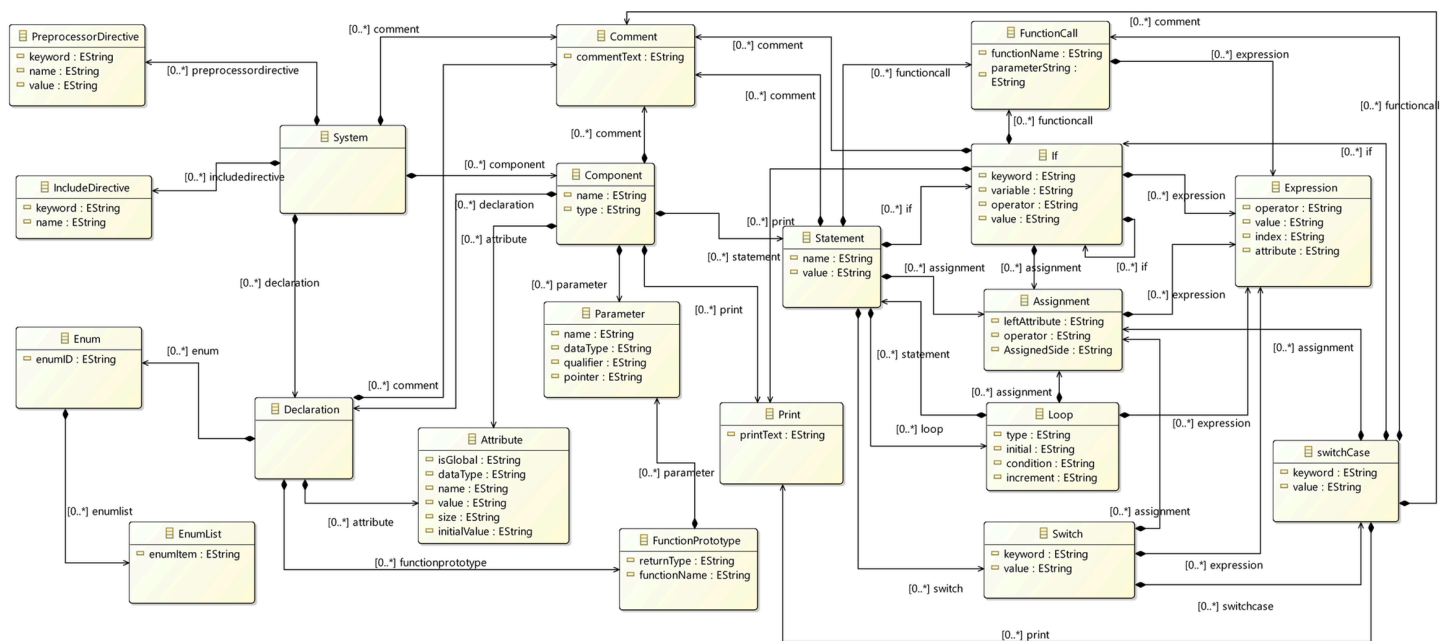 PreprocessorDirective
keyword : EString
name : EString
value : EString
[0..*] preprocessordirective
[0..*] comment
Comment
commentText : EString
[0..*] comment
[0..*] comment
[0..*] functioncall
FunctionCall
functionName : EString
parameterString :
EString
[0..*] comment
[0..*] expression
[0..*] functioncall
[0..*] functioncall
System
IncludeDirective
keyword : EString
name : EString
[0..*] includedirective
[0..*] component
[0..*] comment
Component
name : EString
type : EString
[0..*] declaration
[0..*] attribute
[0..*] print
[0..*] statement
Statement
name : EString
value : EString
[0..*] if
If
keyword : EString
variable : EString
operator : EString
value : EString
[0..*] if
[0..*] expression
Expression
operator : EString
value : EString
index : EString
attribute : EString
[0..*] assignment
[0..*] assignment
[0..*] if
[0..*] expression
[0..*] declaration
[0..*] parameter
[0..*] print
Parameter
name : EString
dataType : EString
qualifier : EString
pointer : EString
Assignment
leftAttribute : EString
operator : EString
AssignedSide : EString
[0..*] assignment
Enum
enumID : EString
[0..*] enum
[0..*] comment
[0..*] statement
[0..*] assignment
Declaration
Attribute
isGlobal : EString
dataType : EString
name : EString
value : EString
size : EString
initialValue : EString
Print
printText : EString
[0..*] loop
Loop
type : EString
initial : EString
condition : EString
increment : EString
[0..*] expression
switchCase
keyword : EString
value : EString
[0..*] parameter
[0..*] enumlist
[0..*] attribute
[0..*] assignment
EnumList
enumItem : EString
[0..*] functionprototype
FunctionPrototype
returnType : EString
functionName : EString
Switch
keyword : EString
value : EString
[0..*] expression
[0..*] switch
[0..*] switchcase
[0..*] print